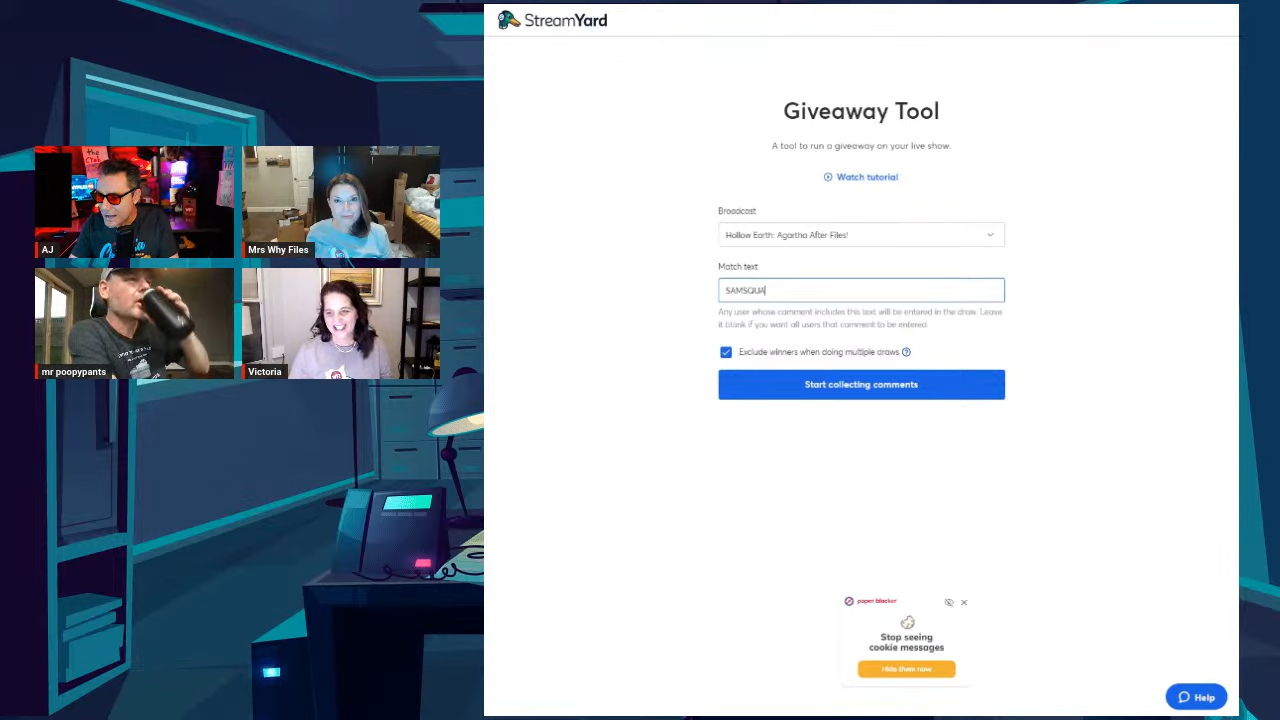 StreamYard
Giveaway Tool
A tool to run a giveaway on your live show.
Watch tutorial
Broadcast
Hollow Earth: Agartha After Files!
Match text
SAMSQUA
Any user whose comment includes this text will be entered in the draw. Leave
it blank if you want all users that comment to be entered.
Exclude winners when doing multiple draws
Start collecting comments
AJ
Mrs Why Files
mr poopypants
Victoria
poper blocker
Stop seeing
cookie messages
Hide them now
Help